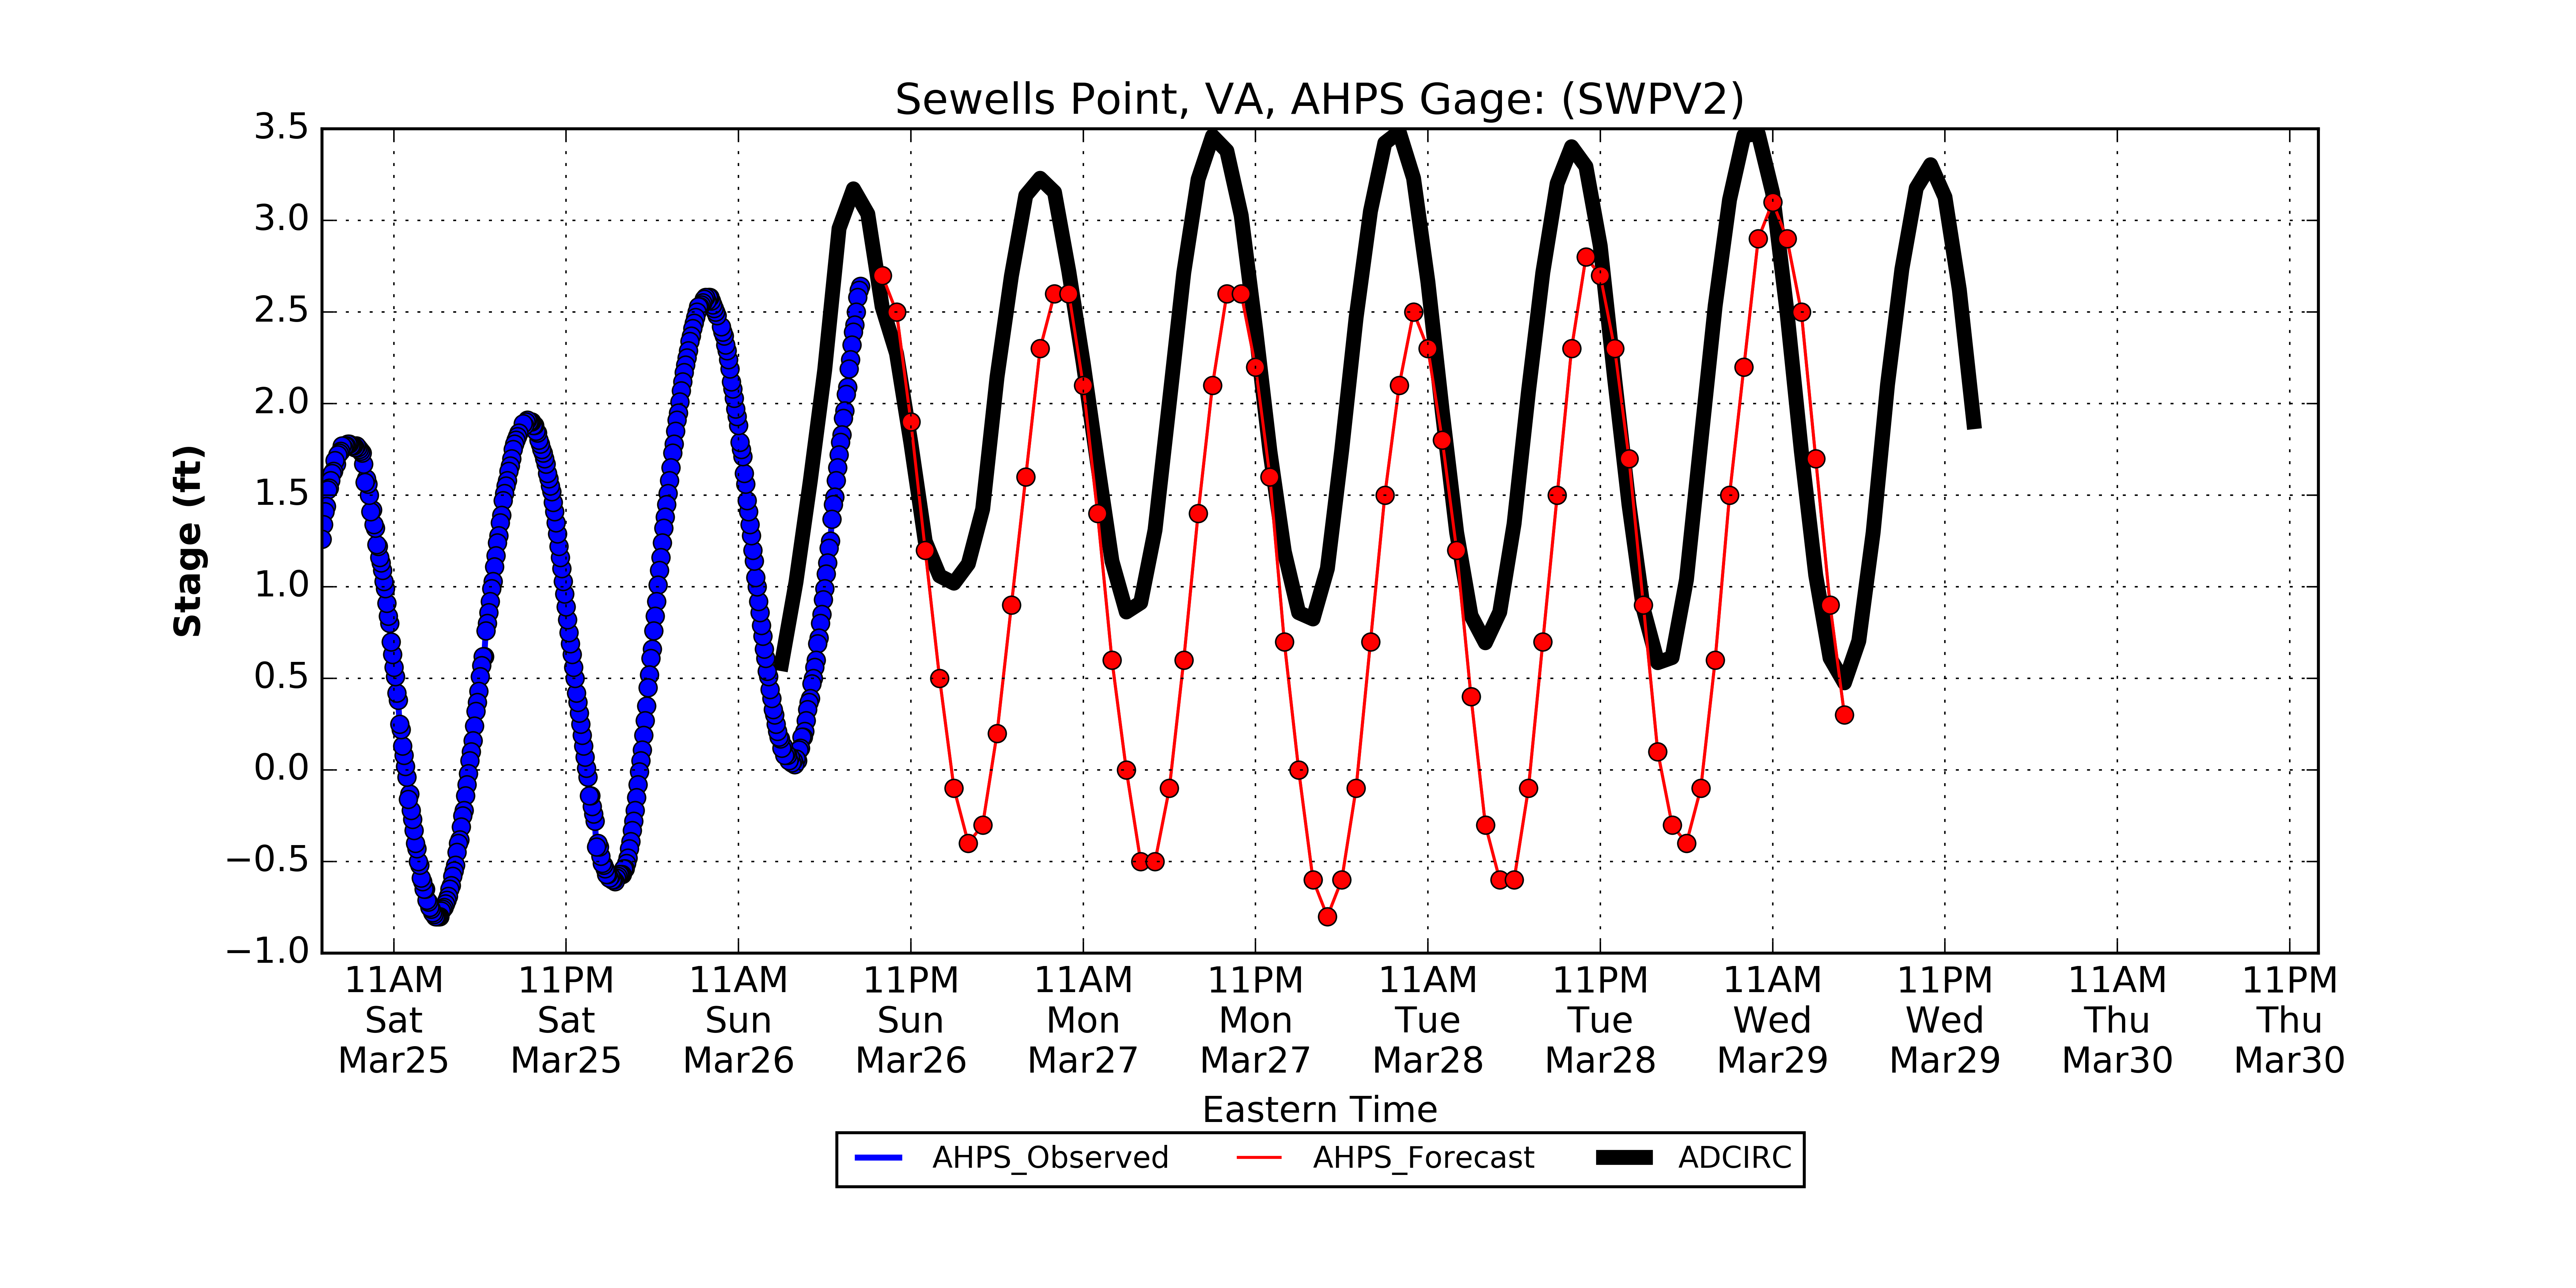 Sewells Point, VA, AHPS Gage: (SWPV2)
3.5
3.0
2.5
2.0
1.5
1.0
0.5
0.0
−0.5
−1.0
Stage (ft)
11AM 11PM 11AM 11PM 11AM 11PM 11AM 11PM 11AM 11PM 11AM 11PM
Sat Sat Sun Sun Mon Mon Tue Tue Wed Wed Thu Thu
Mar25 Mar25 Mar26 Mar26 Mar27 Mar27 Mar28 Mar28 Mar29 Mar29 Mar30 Mar30
Eastern Time
AHPS_Observed AHPS_Forecast ADCIRC